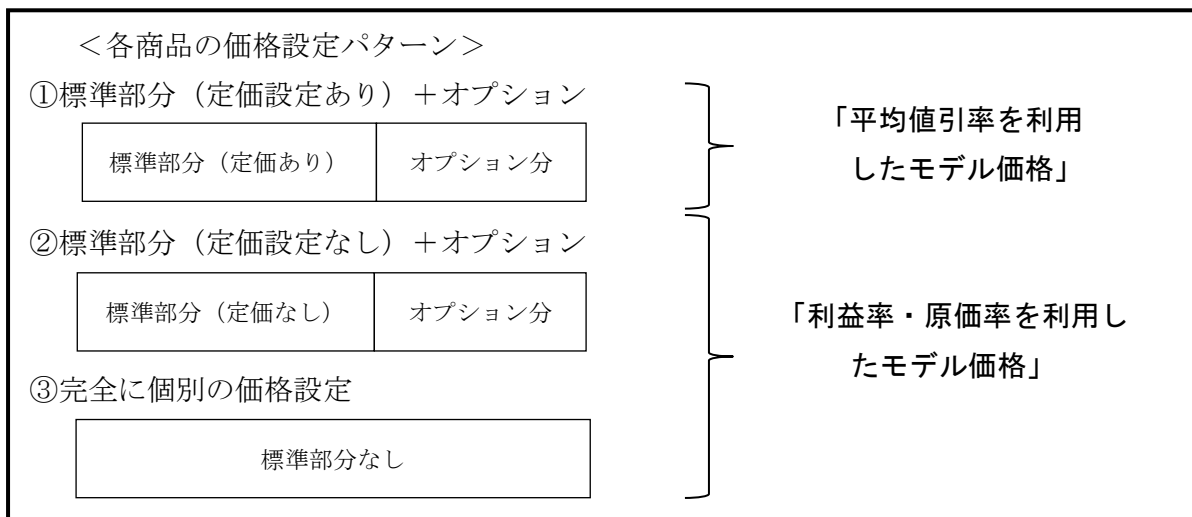 ＜各商品の価格設定パターン＞
①標準部分（定価設定あり）＋オプション
標準部分（定価あり）
オプション分
「平均値引率を利用
したモデル価格」
②標準部分（定価設定なし）＋オプション
標準部分（定価なし）
オプション分
③完全に個別の価格設定
標準部分なし
「利益率・原価率を利用し
たモデル価格」